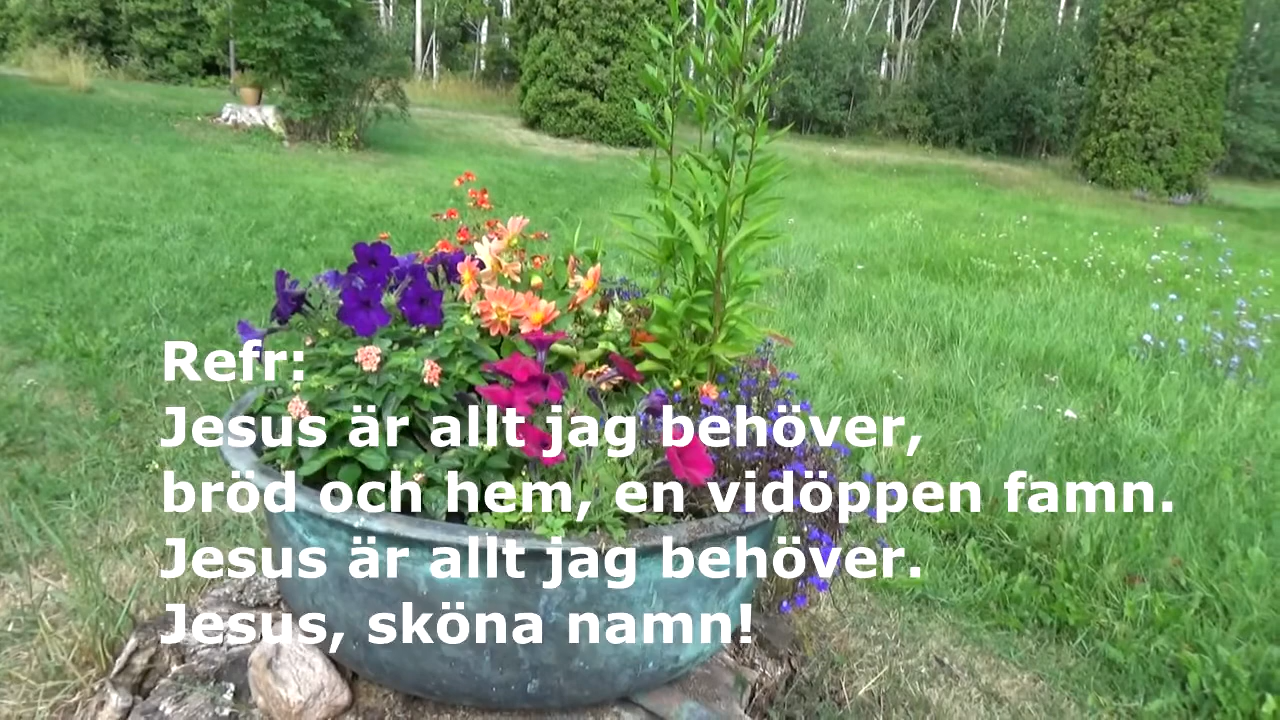 Refr:
Jesus är allt jag behöver,
bröd och hem, en vidöppen famn.
Jesus är allt jag behöver.
Jesus, sköna namn!